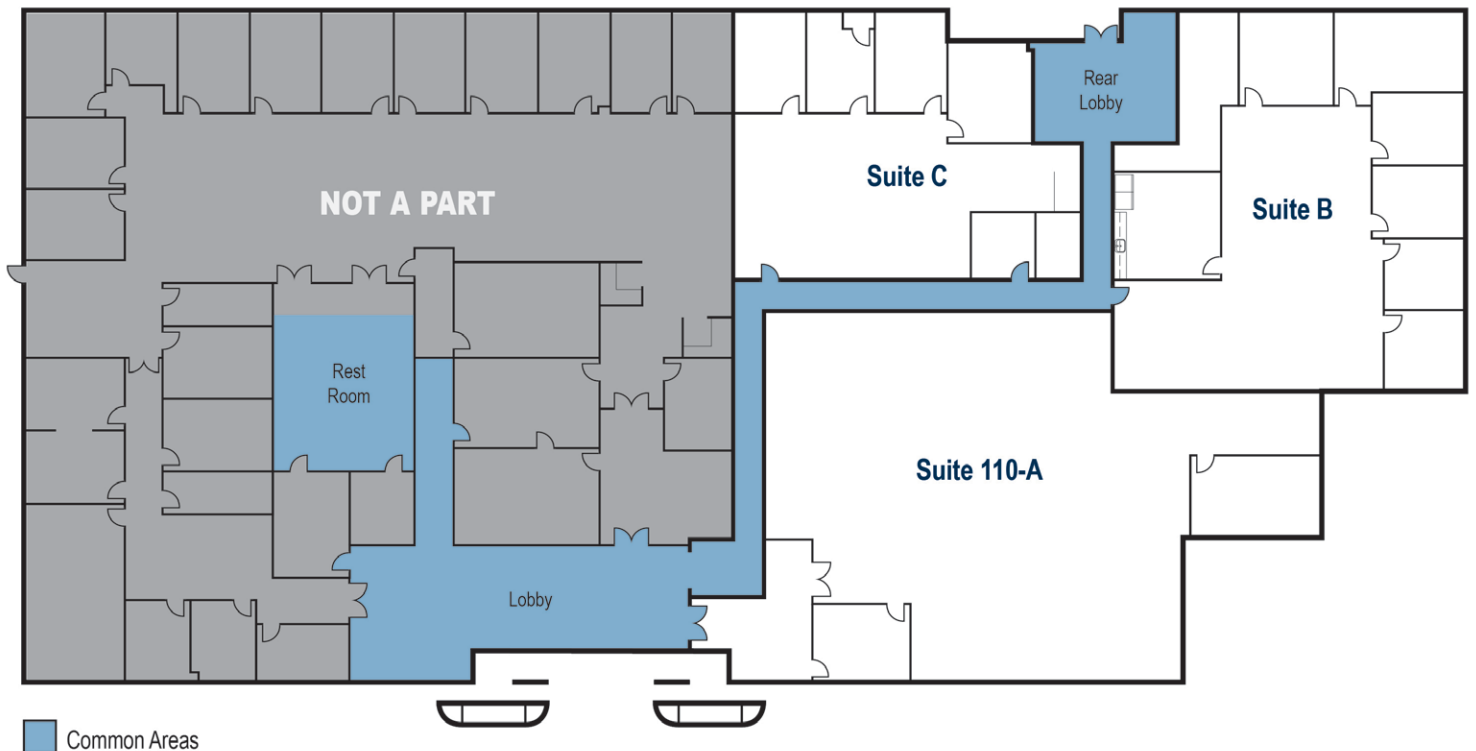 Rear
Lobby
Suite C
NOT A PART
Suite B
Rest
Room
Suite 110-A
Lobby
Common Areas